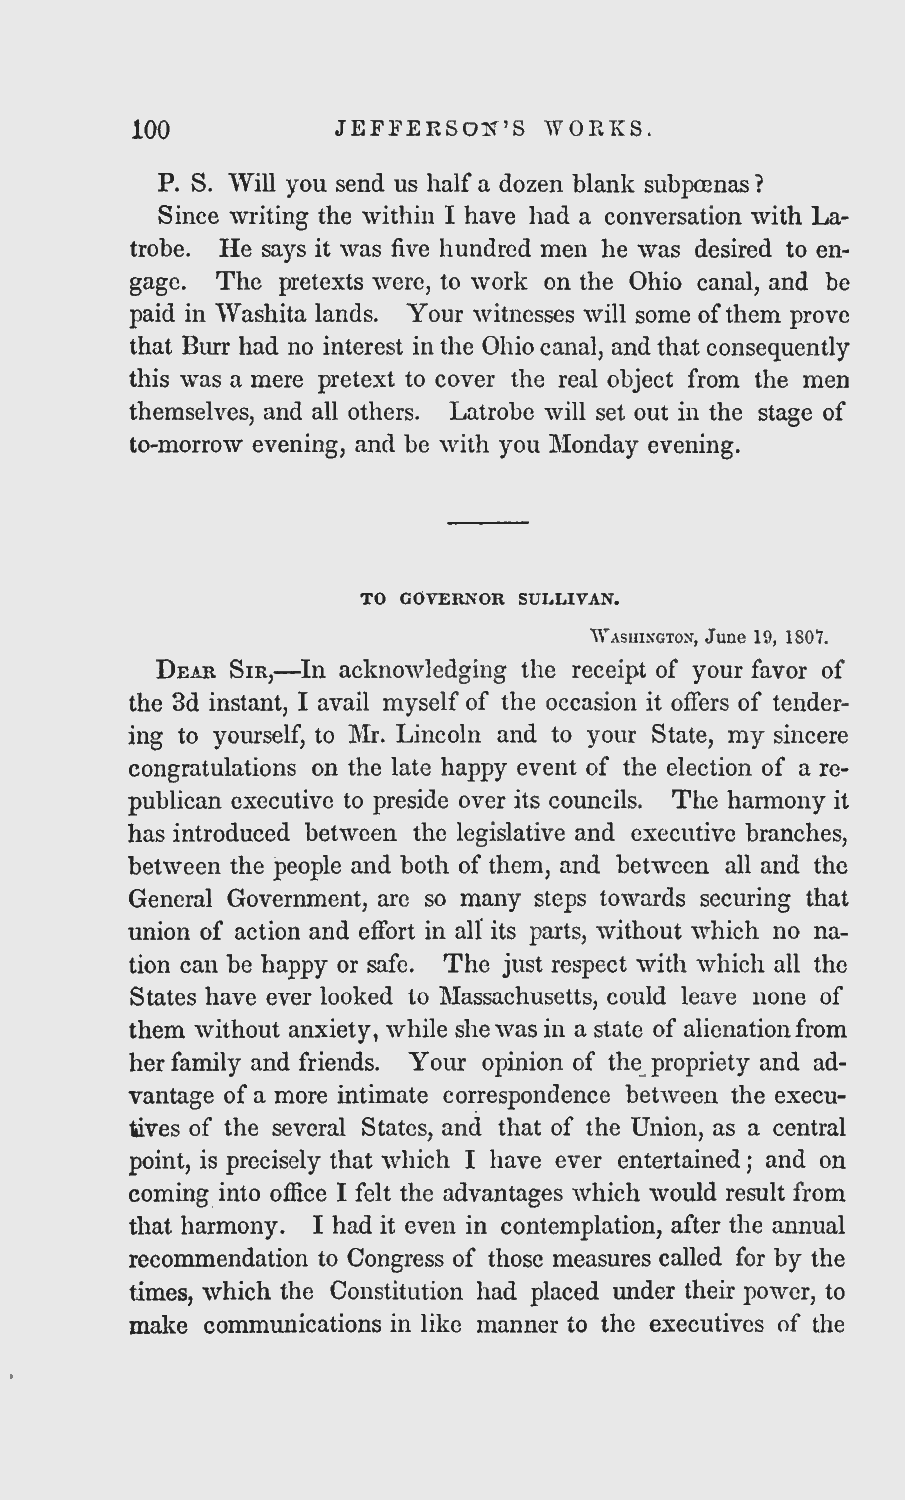 100 JEFFERSON'S WORKS.
P. S. Will you send us half a dozen blank subpœnas?
Since writing the within I have had a conversation with La-
trobe. He says it was five hundred men he was desired to en-
gage. The pretexts were, to work on the Ohio canal, and be
paid in Washita lands. Your witnesses will some of them prove
that Burr had no interest in the Ohio canal, and that consequently
this was a mere pretext to cover the real object from the men
themselves, and all others. Latrobe will set out in the stage of
to-morrow evening, and be with you Monday evening.
TO GOVERNOR SULLIVAN.
Washington, June 19, 1807.
Dear Sir,—In acknowledging the receipt of your favor of
the 3d instant, I avail myself of the occasion it offers of tender-
ing to yourself, to Mr. Lincoln and to your State, my sincere
congratulations on the late happy event of the election of a re-
publican executive to preside over its councils. The harmony it
has introduced between the legislative and executive branches,
between the people and both of them, and between all and the
General Government, are so many steps towards securing that
union of action and effort in all its parts, without which no na-
tion can be happy or safe. The just respect with which all the
States have ever looked to Massachusetts, could leave none of
them without anxiety, while she was in a state of alienation from
her family and friends. Your opinion of the propriety and ad-
vantage of a more intimate correspondence between the execu-
tives of the several States, and that of the Union, as a central
point, is precisely that which I have ever entertained; and on
coming into office I felt the advantages which would result from
that harmony. I had it even in contemplation, after the annual
recommendation to Congress of those measures called for by the
times, which the Constitution had placed under their power, to
make communications in like manner to the executives of the